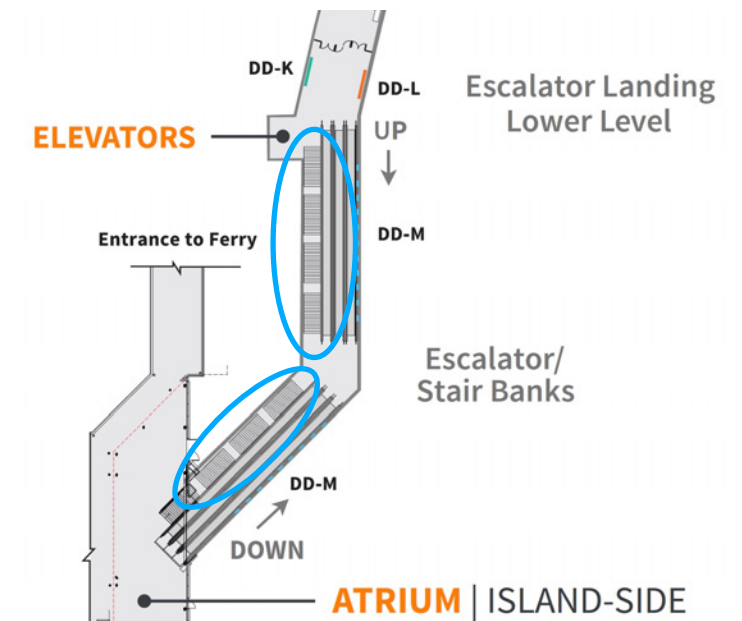 DD-K
DD-L
Escalator Landing
Lower Level
UP
ELEVATORS
DD-M
Entrance to Ferry
Escalator/
Stair Banks
DD-M
DOWN
ATRIUM | ISLAND-SIDE